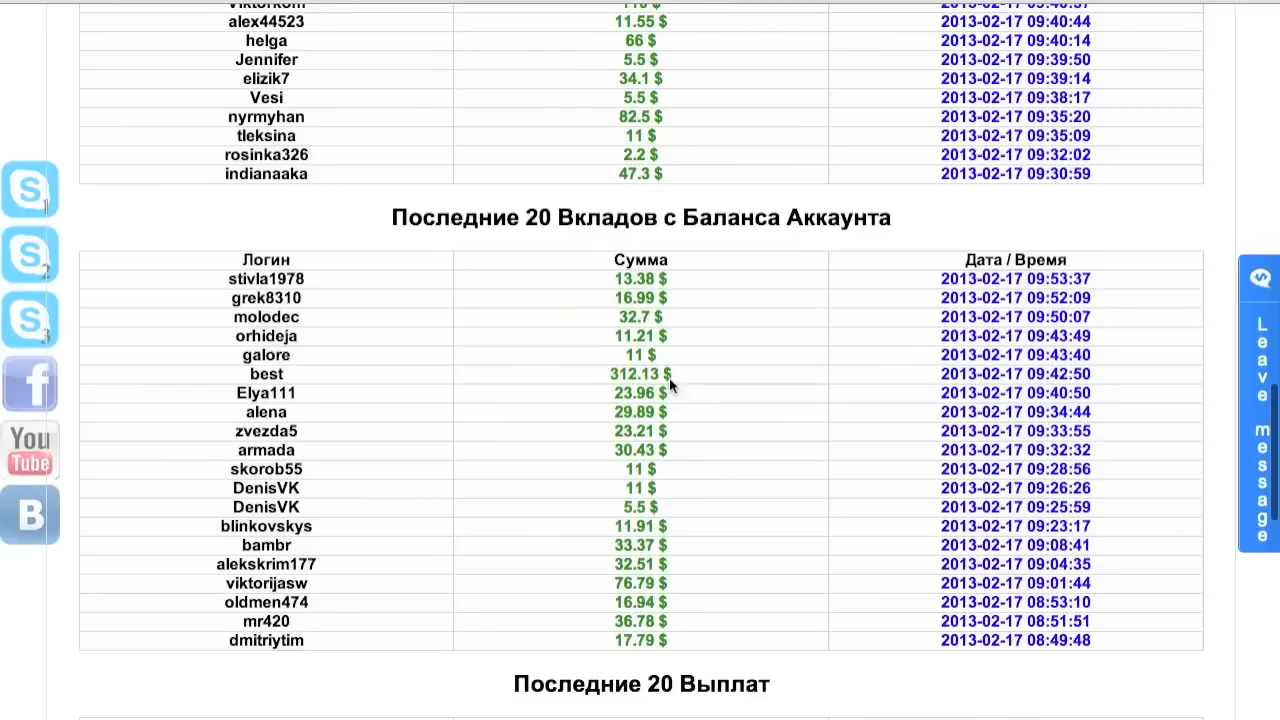 alex44523 11.55 $ 2013-02-17 09:40:44
helga 66 $ 2013-02-17 09:40:14
Jennifer 5.5 $ 2013-02-17 09:39:50
elizik7 34.1 $ 2013-02-17 09:39:14
Vesi 5.5 $ 2013-02-17 09:38:17
nyrmyhan 82.5 $ 2013-02-17 09:35:20
tleksina 11 $ 2013-02-17 09:35:09
rosinka326 2.2 $ 2013-02-17 09:32:02
indianaaka 47.3 $ 2013-02-17 09:30:59
Последние 20 Вкладов с Баланса Аккаунта
Логин Сумма Дата / Время
stivla1978 13.38 $ 2013-02-17 09:53:37
grek8310 16.99 $ 2013-02-17 09:52:09
molodec 32.7 $ 2013-02-17 09:50:07
orhideja 11.21 $ 2013-02-17 09:43:49
galore 11 $ 2013-02-17 09:43:40
best 312.13 $ 2013-02-17 09:42:50
Elya111 23.96 $ 2013-02-17 09:40:50
alena 29.89 $ 2013-02-17 09:34:44
zvezda5 23.21 $ 2013-02-17 09:33:55
armada 30.43 $ 2013-02-17 09:32:32
skorob55 11 $ 2013-02-17 09:28:56
DenisVK 11 $ 2013-02-17 09:26:26
DenisVK 5.5 $ 2013-02-17 09:25:59
blinkovskys 11.91 $ 2013-02-17 09:23:17
bambr 33.37 $ 2013-02-17 09:08:41
alekskrim177 32.51 $ 2013-02-17 09:04:35
viktorijasw 76.79 $ 2013-02-17 09:01:44
oldmen474 16.94 $ 2013-02-17 08:53:10
mr420 36.78 $ 2013-02-17 08:51:51
dmitriytim 17.79 $ 2013-02-17 08:49:48
Последние 20 Выплат
S 1
S 2
S 3
f
You
Tube
B
Leave message